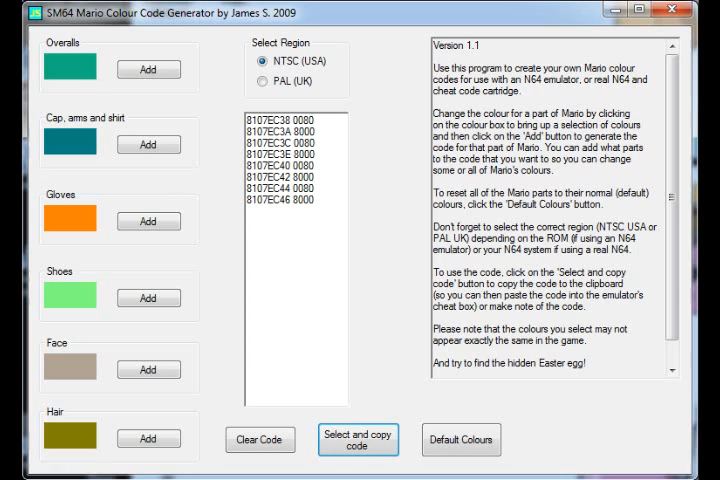 SM64 Mario Colour Code Generator by James S. 2009
Overalls
Add
Cap, arms and shirt
Add
Gloves
Add
Shoes
Add
Face
Add
Hair
Add
Select Region
NTSC (USA)
PAL (UK)
8107EC38 0080
8107EC3A 8000
8107EC3C 0080
8107EC3E 8000
8107EC40 0080
8107EC42 8000
8107EC44 0080
8107EC46 8000
Clear Code
Select and copy
code
Default Colours
Version 1.1
Use this program to create your own Mario colour
codes for use with an N64 emulator, or real N64 and
cheat code cartridge.
Change the colour for a part of Mario by clicking
on the colour box to bring up a selection of colours
and then click on the 'Add' button to generate the
code for that part of Mario. You can add what parts
to the code that you want to so you can change
some or all of Mario's colours.
To reset all of the Mario parts to their normal (default)
colours, click the 'Default Colours' button.
Don't forget to select the correct region (NTSC USA or
PAL UK) depending on the ROM (if using an N64
emulator) or your N64 system if using a real N64.
To use the code, click on the 'Select and copy
code' button to copy the code to the clipboard
(so you can then paste the code into the emulator's
cheat box) or make note of the code.
Please note that the colours you select may not
appear exactly the same in the game.
And try to find the hidden Easter egg!